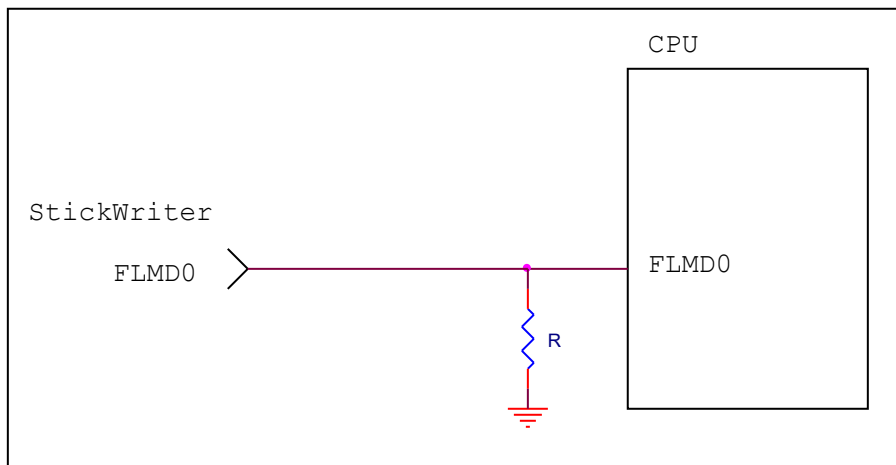 CPU
StickWriter
FLMD0
FLMD0
R